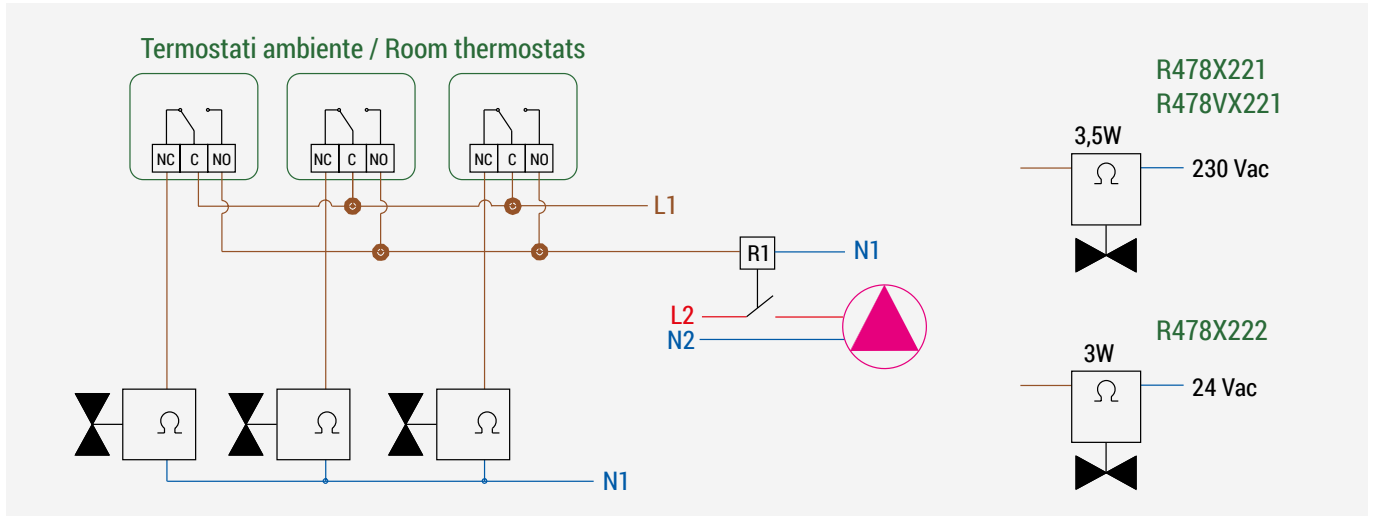 Termostati ambiente / Room thermostats
NC C NO
NC C NO
NC C NO
L1
R1
N1
L2
N2
Ω
Ω
Ω
N1
R478X221
R478VX221
3,5W
Ω
230 Vac
R478X222
3W
Ω
24 Vac